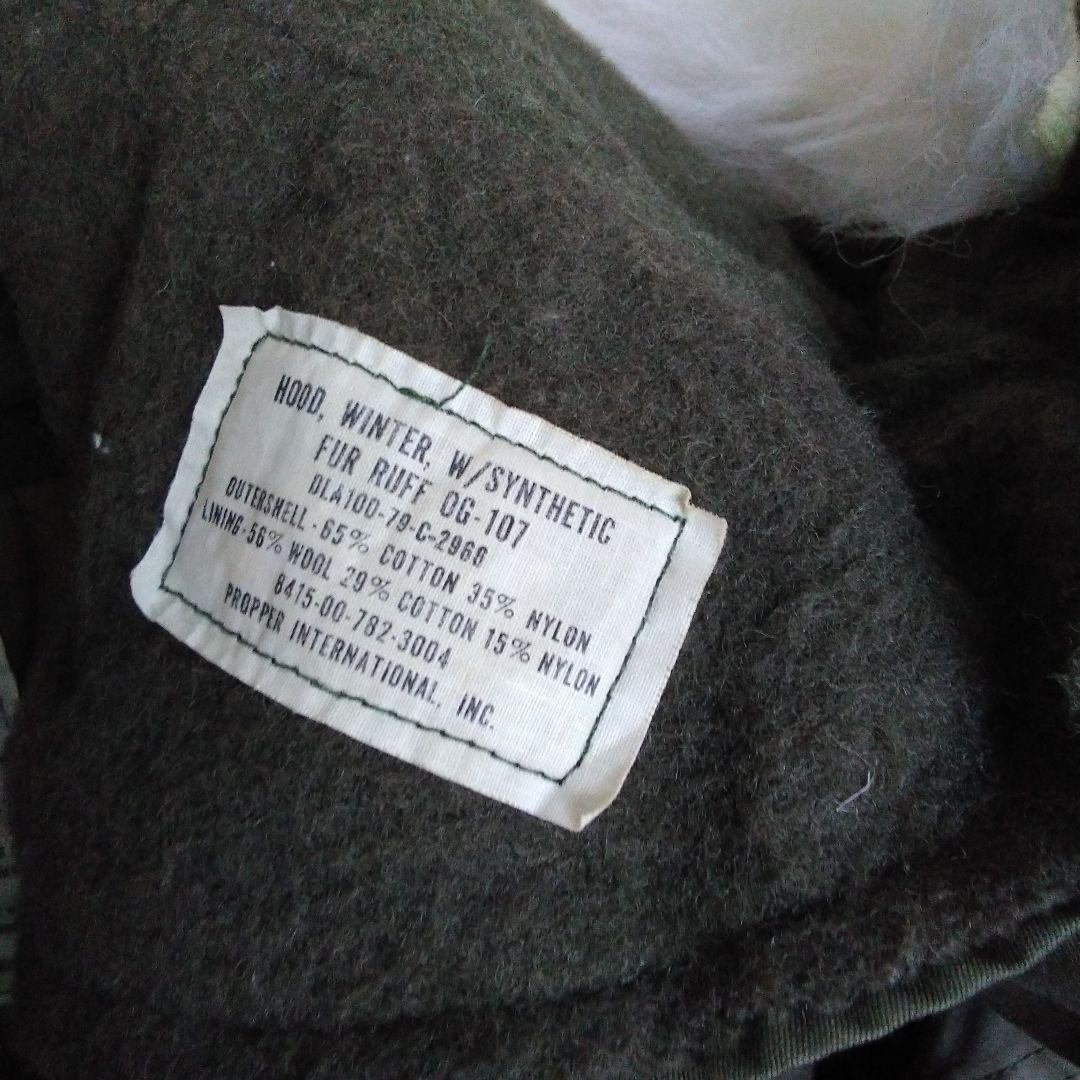 HOOD, WINTER, W/SYNTHETIC
FUR RUFF OG-107
DLA100-79-C-2966
OUTERSHELL-65% COTTON 35% NYLON
LINING-56% WOOL 29% COTTON 15% NYLON
8415-00-782-3004
PROPPER INTERNATIONAL, INC.